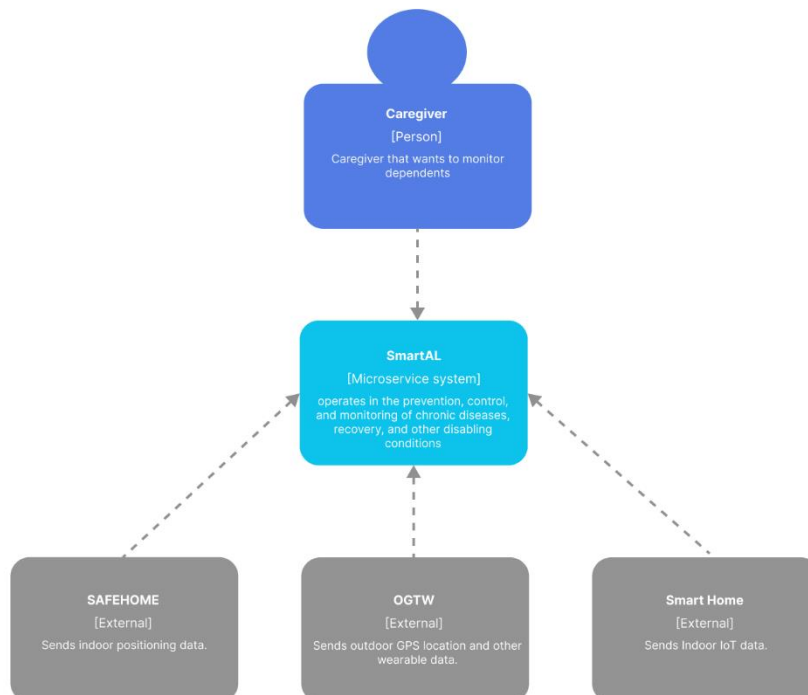 Caregiver
[Person]
Caregiver that wants to monitor
dependents
SmartAL
[Microservice system]
operates in the prevention, control,
and monitoring of chronic diseases,
recovery, and other disabling
conditions
SAFEHOME
[External]
Sends indoor positioning data.
OGTW
[External]
Sends outdoor GPS location and other
wearable data.
Smart Home
[External]
Sends Indoor IoT data.